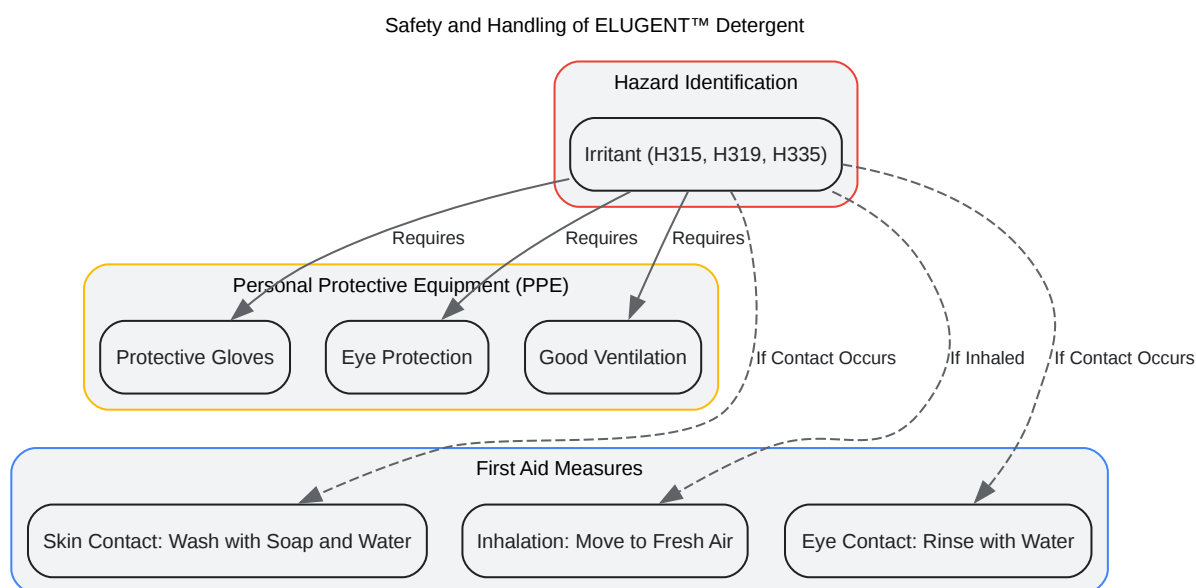 Safety and Handling of ELUGENT™ Detergent
Hazard Identification
Irritant (H315, H319, H335)
Requires
Requires
Requires
Personal Protective Equipment (PPE)
Protective Gloves
Eye Protection
Good Ventilation
If Contact Occurs
If Inhaled
If Contact Occurs
First Aid Measures
Skin Contact: Wash with Soap and Water
Inhalation: Move to Fresh Air
Eye Contact: Rinse with Water